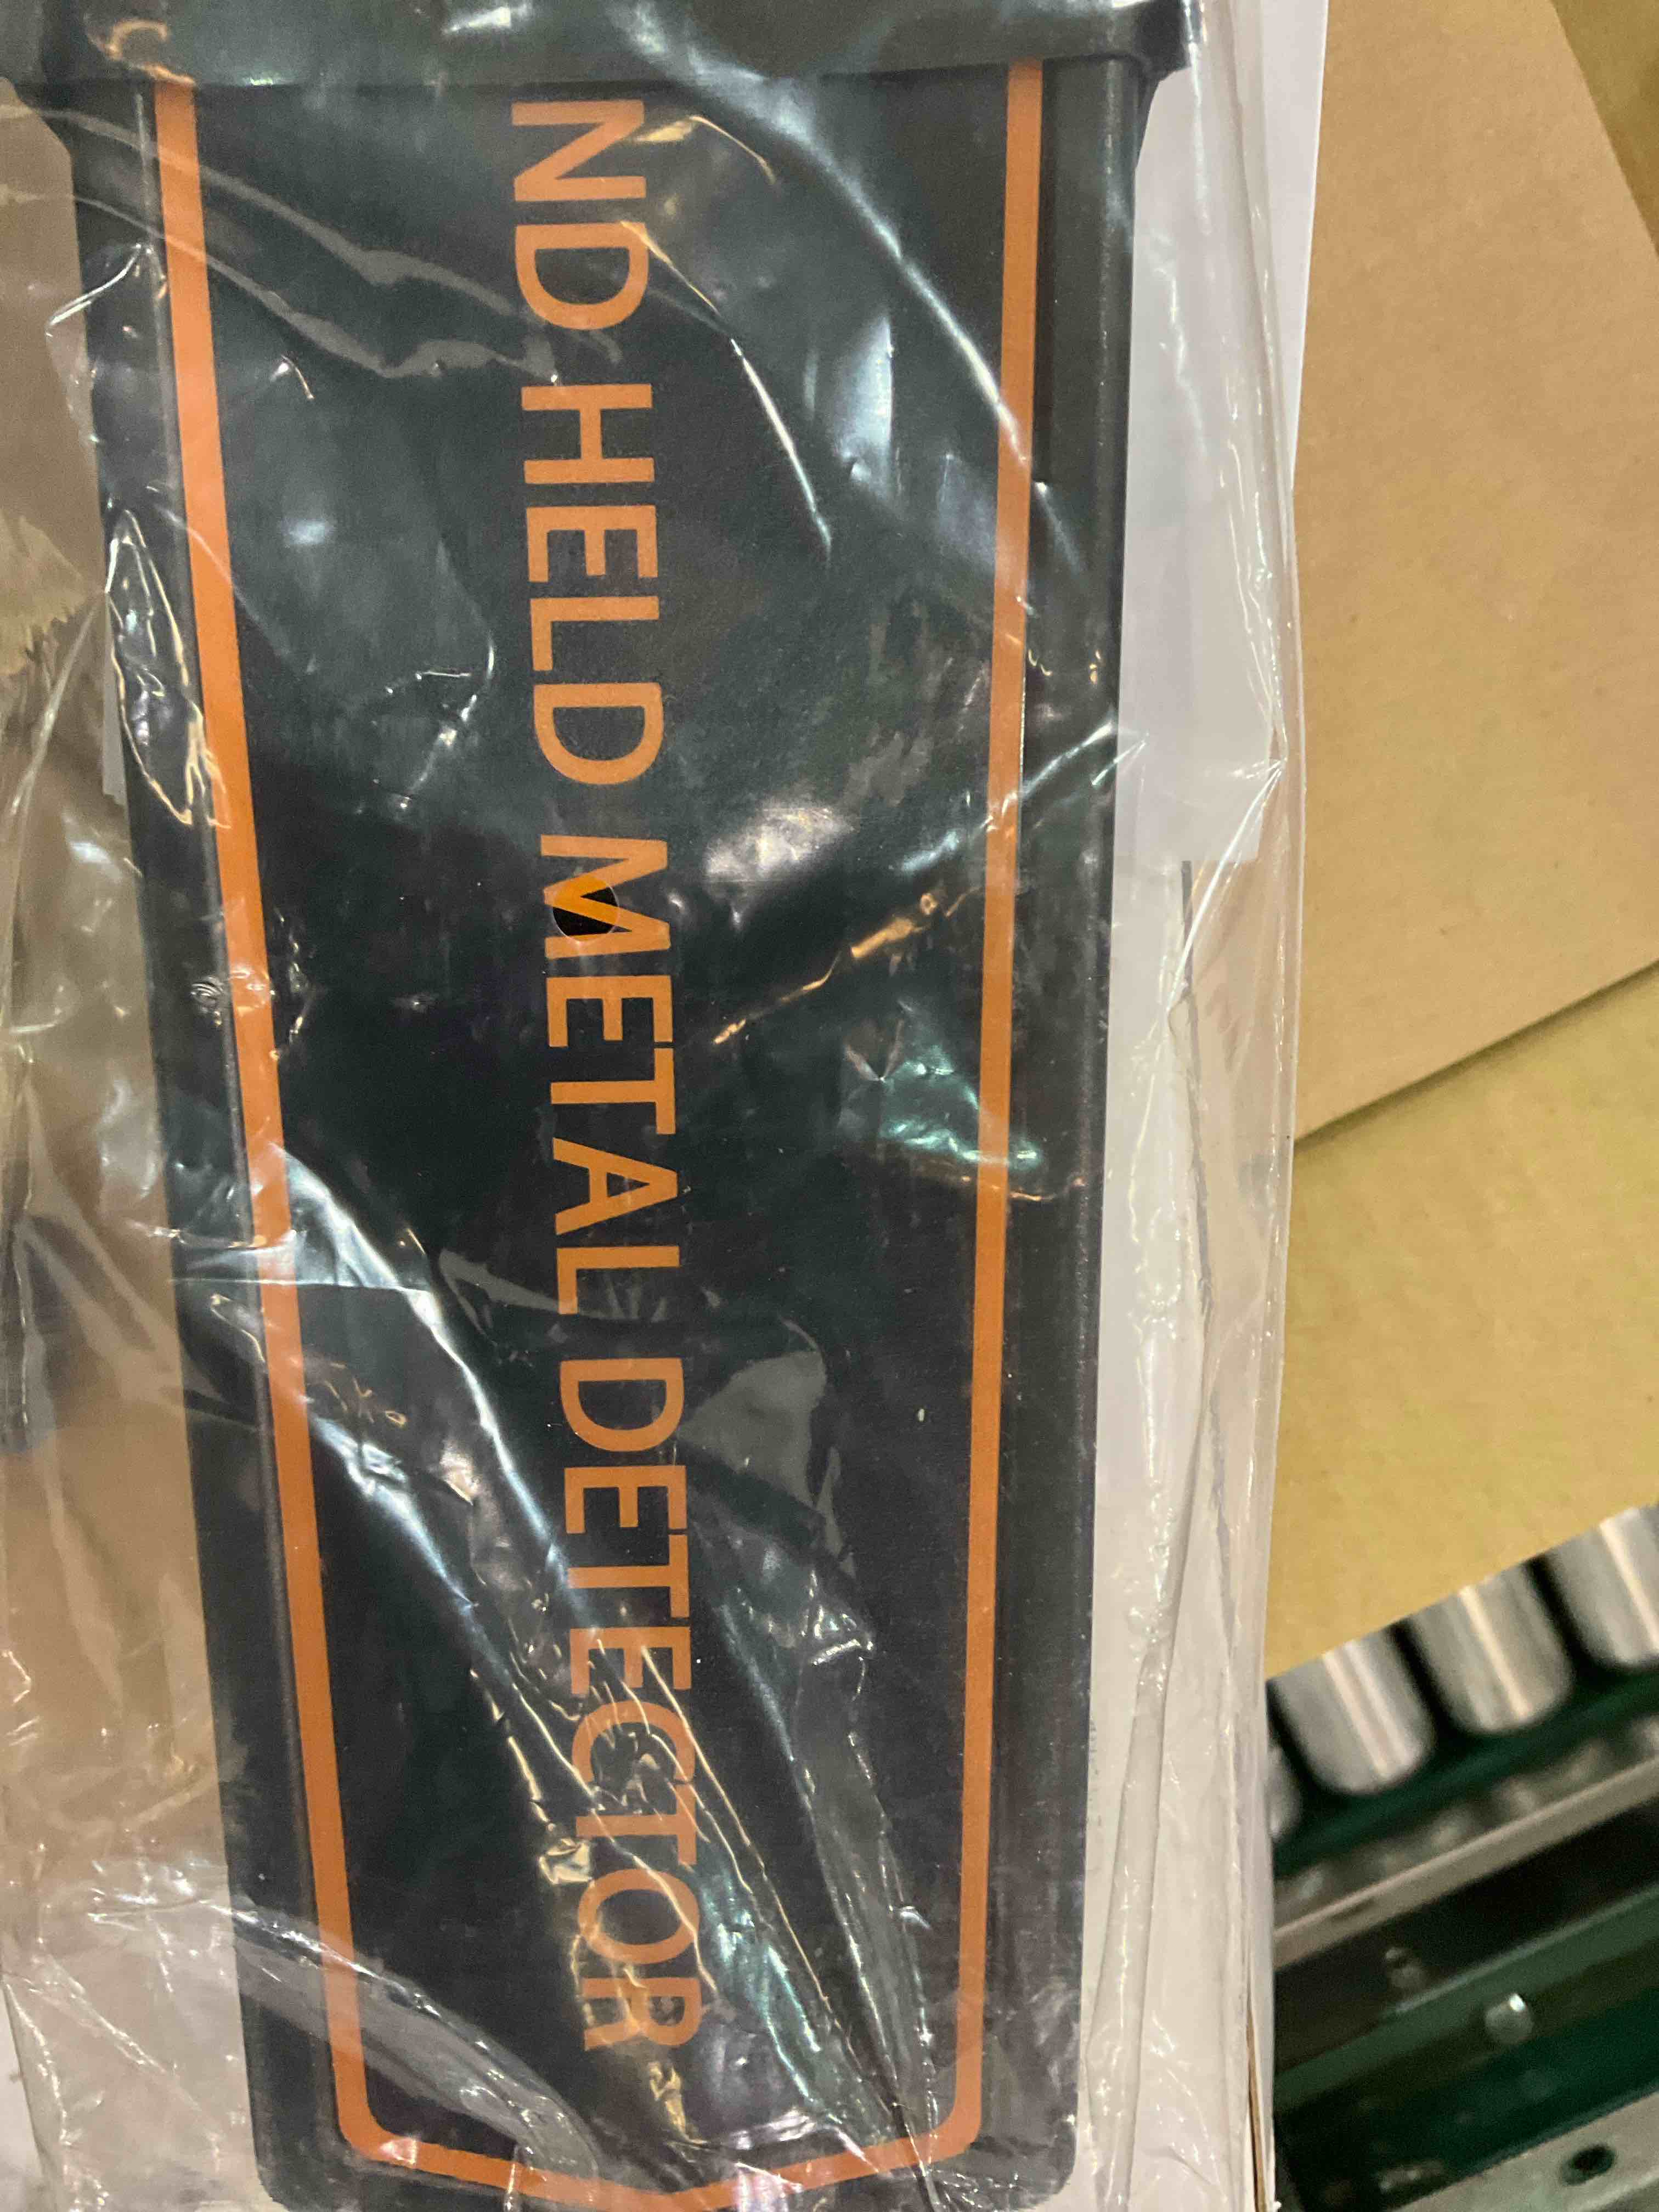 ND HELD METAL DETECTOR